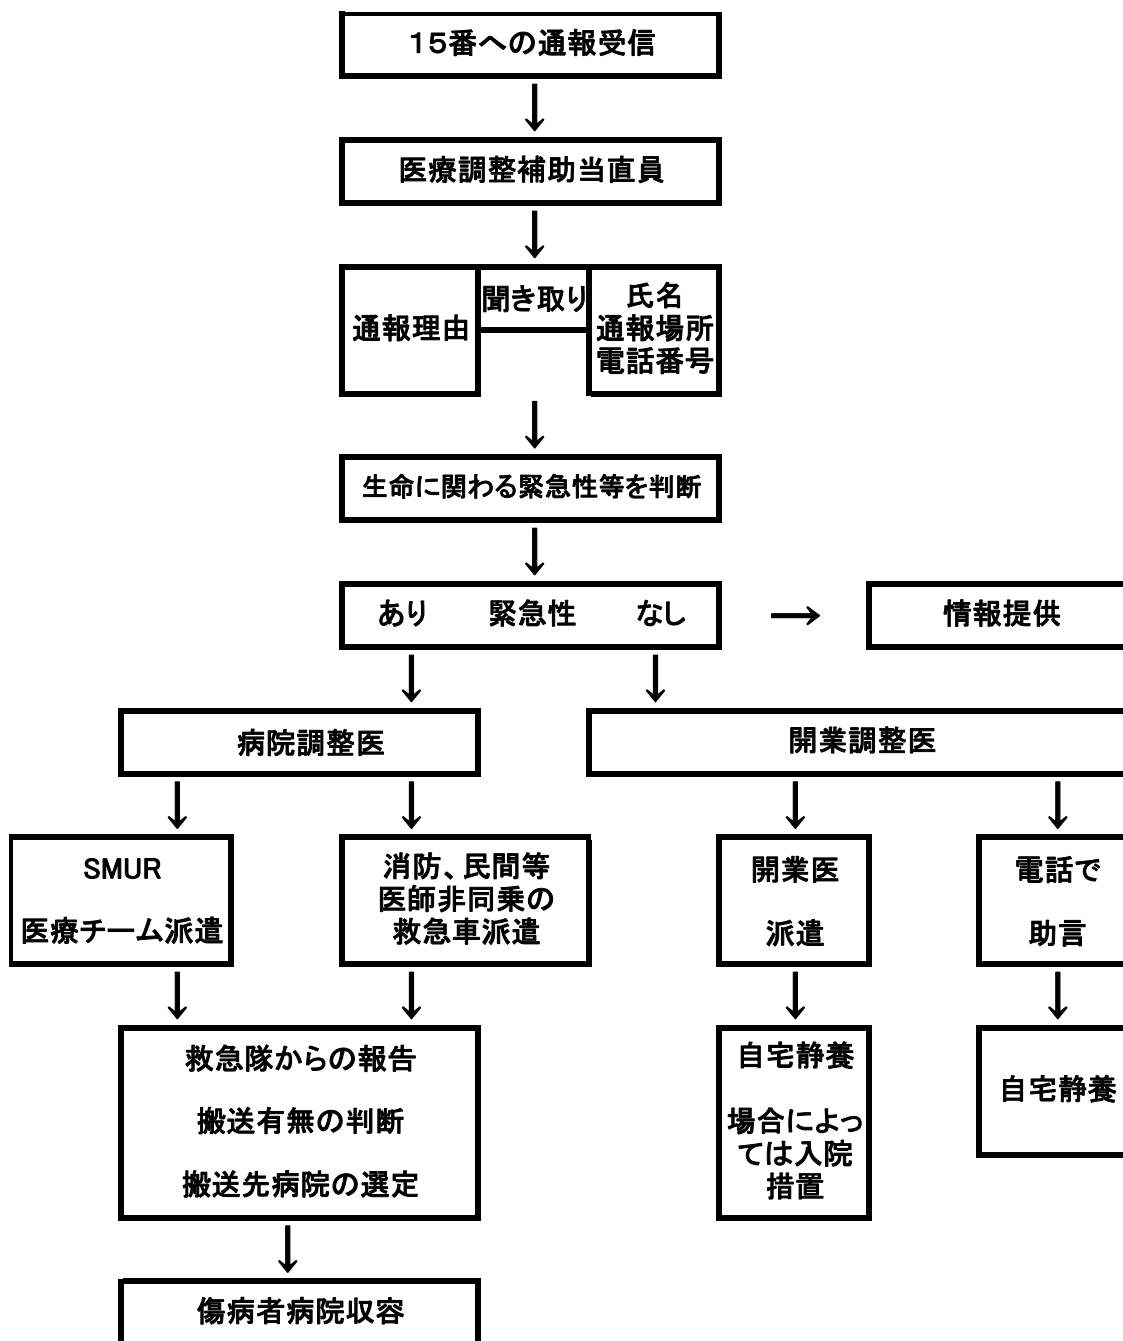 15番への通報受信
医療調整補助当直員
通報理由
聞き取り
氏名
通報場所
電話番号
生命に関わる緊急性等を判断
あり 緊急性 なし
情報提供
病院調整医
開業調整医
SMUR
医療チーム派遣
消防、民間等
医師非同乗の
救急車派遣
開業医
派遣
電話で
助言
救急隊からの報告
搬送有無の判断
搬送先病院の選定
自宅静養
場合によっ
ては入院
措置
自宅静養
傷病者病院収容